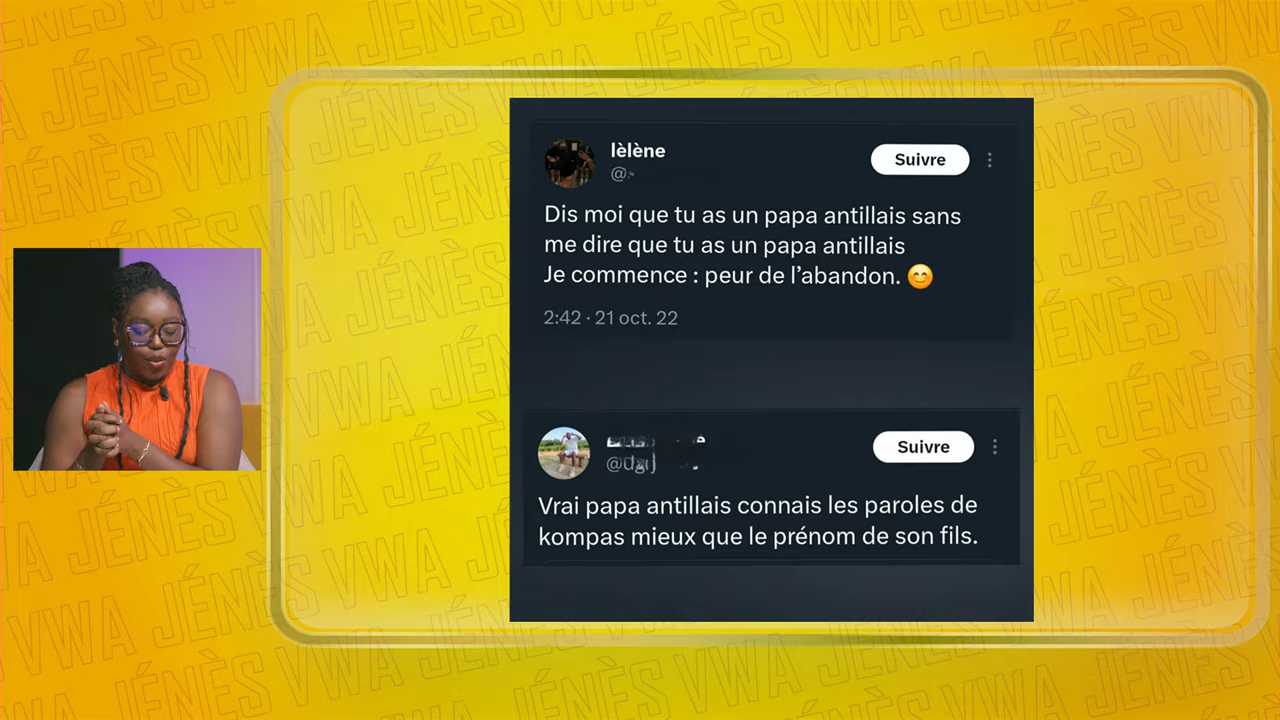 VWA JÉNÈS
lèlène
@
Suivre
Dis moi que tu as un papa antillais sans
me dire que tu as un papa antillais
Je commence : peur de l’abandon. 😊
2:42 · 21 oct. 22
Suivre
Vrai papa antillais connais les paroles de
kompas mieux que le prénom de son fils.